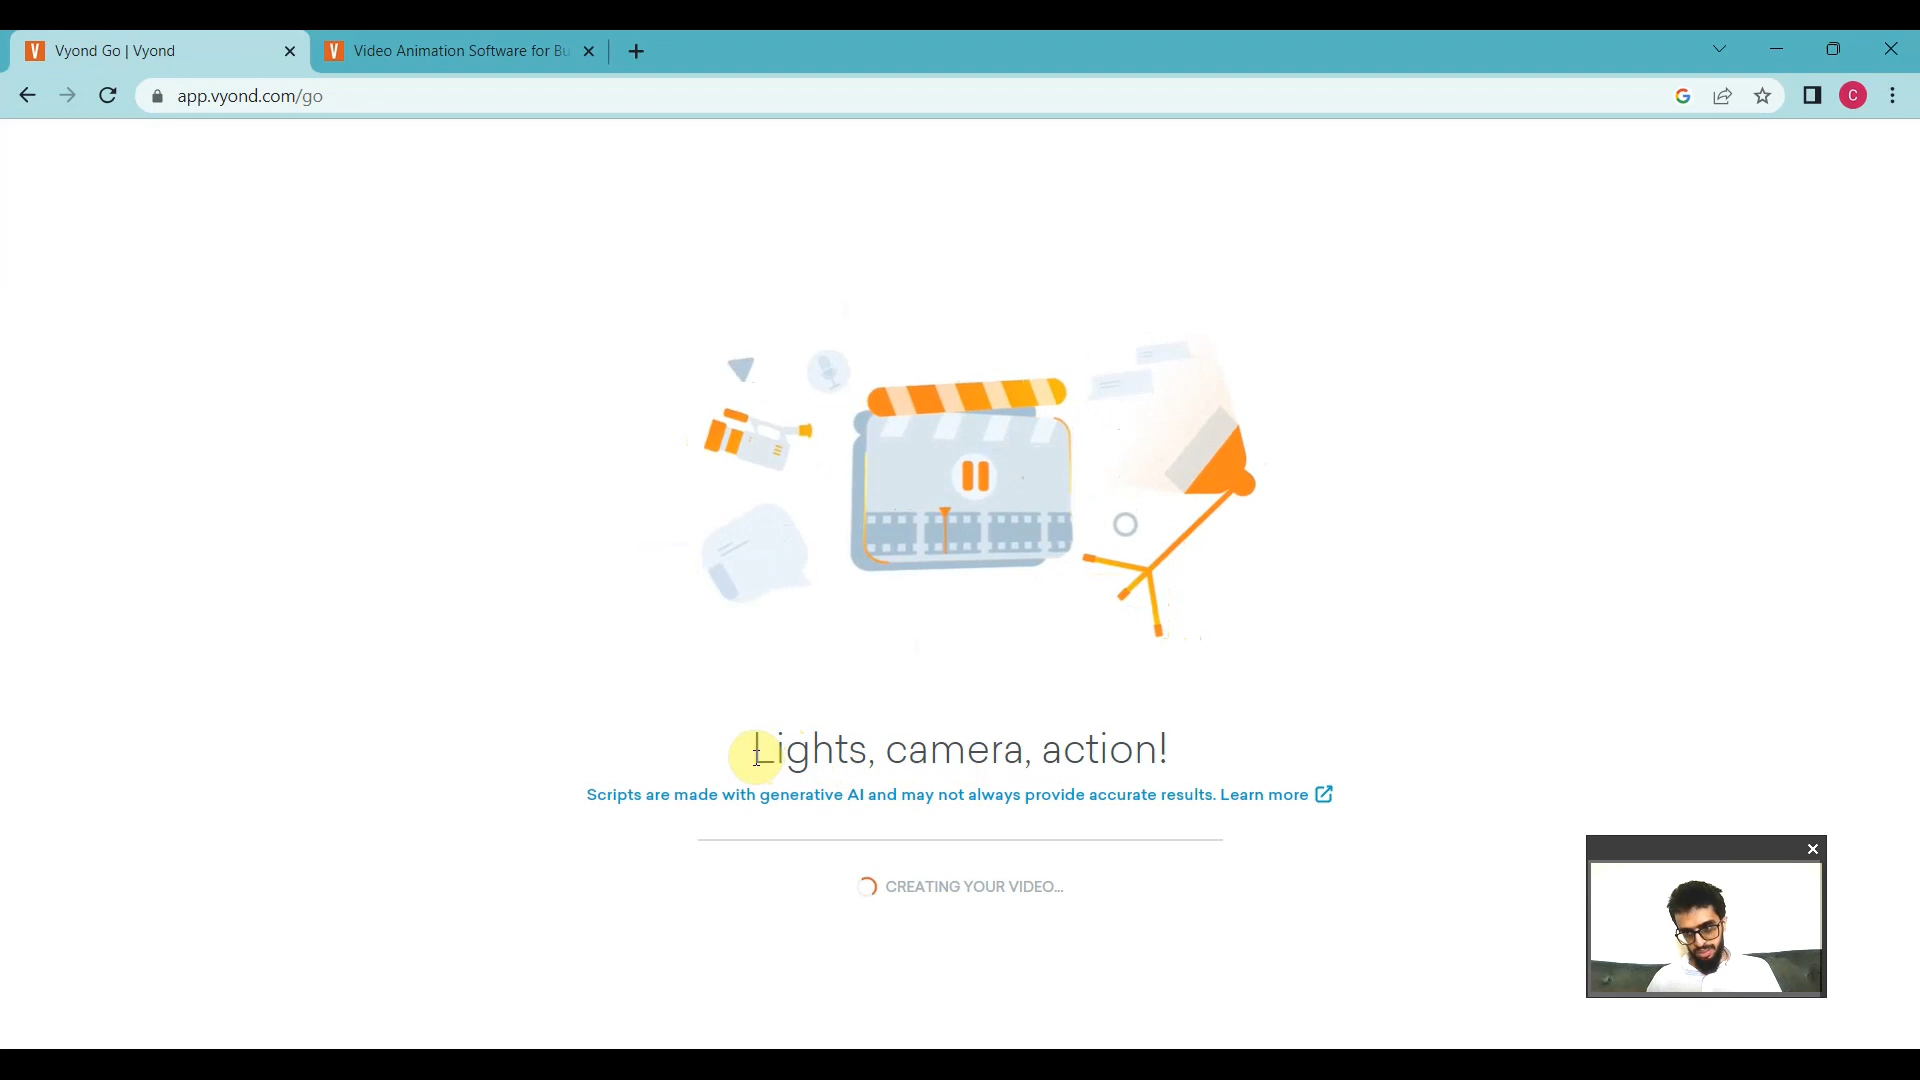 Vyond Go | Vyond
Video Animation Software for Bu
app.vyond.com/go
C
Lights, camera, action!
Scripts are made with generative AI and may not always provide accurate results. Learn more
CREATING YOUR VIDEO...